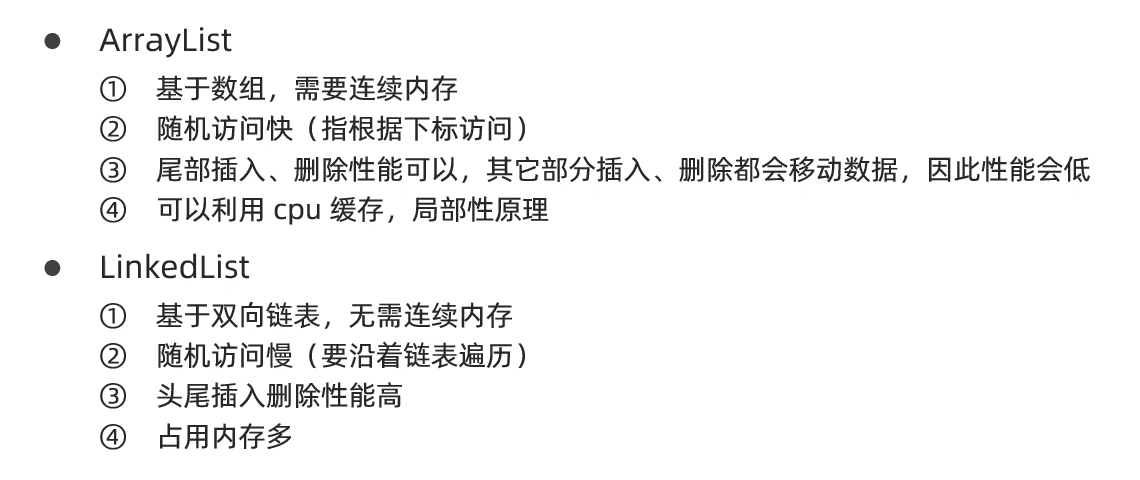 ● ArrayList
① 基于数组，需要连续内存
② 随机访问快（指根据下标访问）
③ 尾部插入、删除性能可以，其它部分插入、删除都会移动数据，因此性能会低
④ 可以利用 cpu 缓存，局部性原理
● LinkedList
① 基于双向链表，无需连续内存
② 随机访问慢（要沿着链表遍历）
③ 头尾插入删除性能高
④ 占用内存多